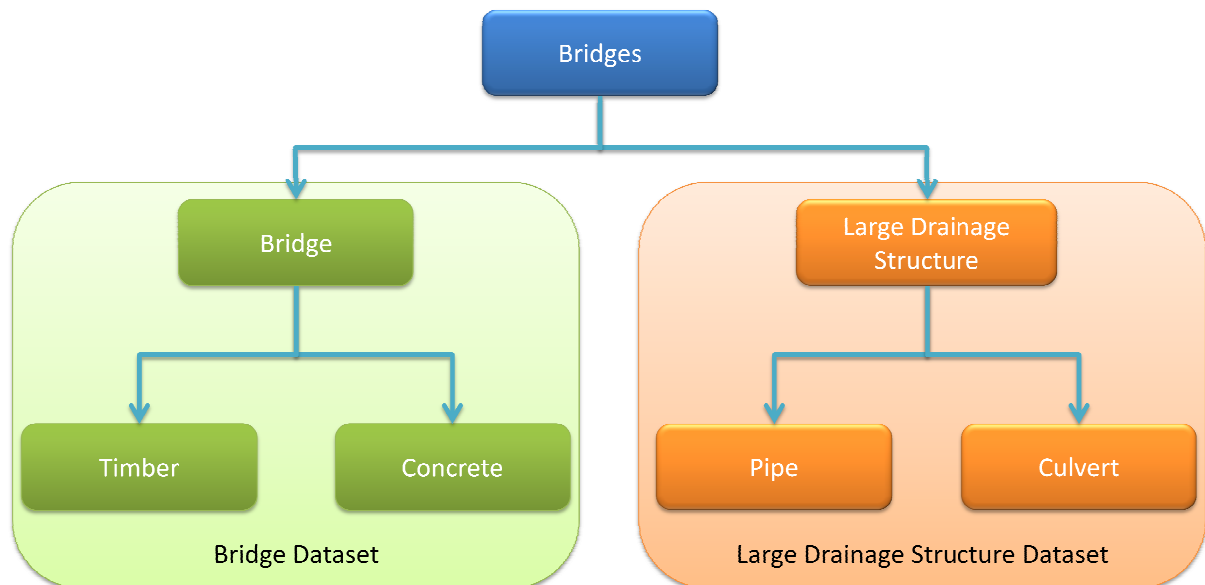 Bridges
Bridge
Large Drainage
Structure
Timber
Concrete
Pipe
Culvert
Bridge Dataset
Large Drainage Structure Dataset